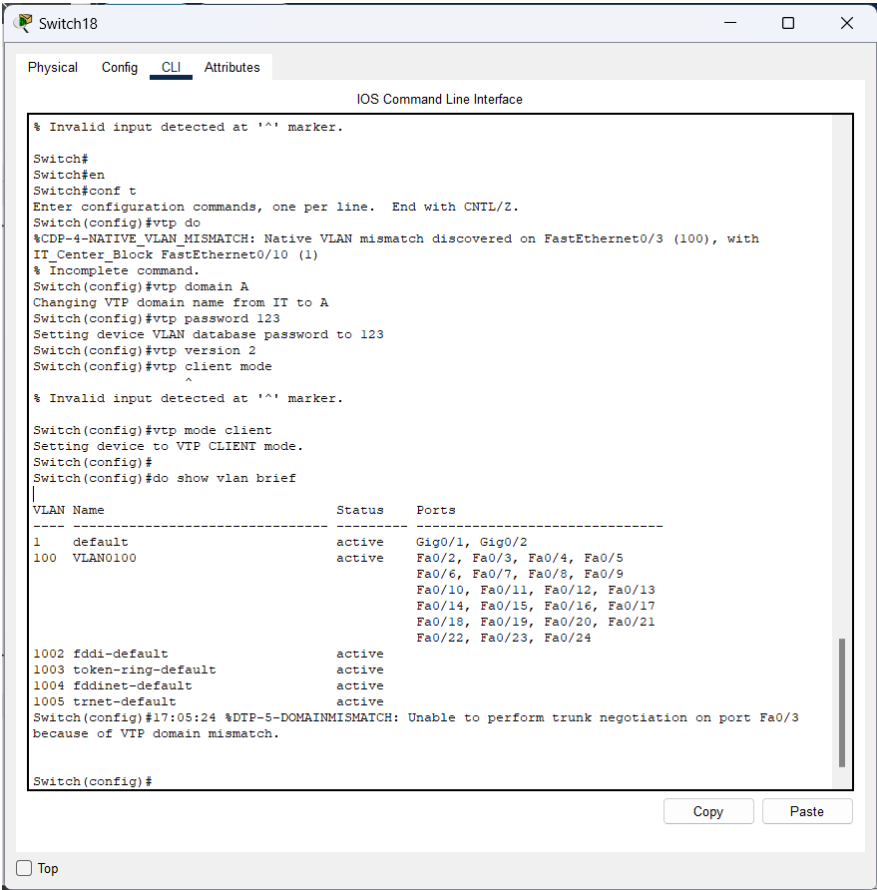 Switch18
Physical Config CLI Attributes
IOS Command Line Interface
% Invalid input detected at '^' marker.
Switch#
Switch#en
Switch#conf t
Enter configuration commands, one per line.  End with CNTL/Z.
Switch(config)#vtp do
%CDP-4-NATIVE_VLAN_MISMATCH: Native VLAN mismatch discovered on FastEthernet0/3 (100), with
IT_Center_Block FastEthernet0/10 (1)
% Incomplete command.
Switch(config)#vtp domain A
Changing VTP domain name from IT to A
Switch(config)#vtp password 123
Setting device VLAN database password to 123
Switch(config)#vtp version 2
Switch(config)#vtp client mode
                   ^
% Invalid input detected at '^' marker.
Switch(config)#vtp mode client
Setting device to VTP CLIENT mode.
Switch(config)#
Switch(config)#do show vlan brief
VLAN Name                             Status    Ports
---- -------------------------------- --------- -------------------------------
1    default                          active    Gig0/1, Gig0/2
100  VLAN0100                         active    Fa0/2, Fa0/3, Fa0/4, Fa0/5
                                                Fa0/6, Fa0/7, Fa0/8, Fa0/9
                                                Fa0/10, Fa0/11, Fa0/12, Fa0/13
                                                Fa0/14, Fa0/15, Fa0/16, Fa0/17
                                                Fa0/18, Fa0/19, Fa0/20, Fa0/21
                                                Fa0/22, Fa0/23, Fa0/24
1002 fddi-default                     active
1003 token-ring-default               active
1004 fddinet-default                  active
1005 trnet-default                    active
Switch(config)#17:05:24 %DTP-5-DOMAINMISMATCH: Unable to perform trunk negotiation on port Fa0/3
because of VTP domain mismatch.
Switch(config)#
Copy Paste
Top